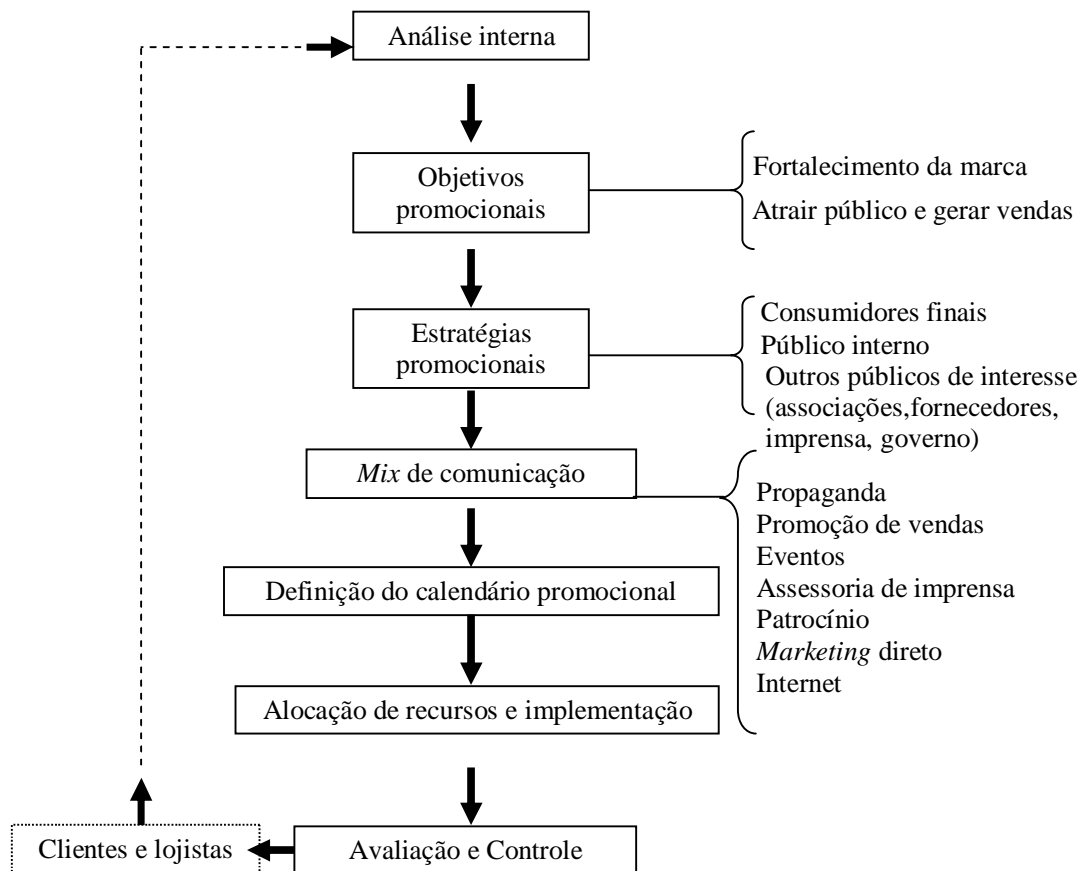 Análise interna
Objetivos
promocionais
Fortalecimento da marca
Atrair público e gerar vendas
Estratégias
promocionais
Consumidores finais
Público interno
Outros públicos de interesse
(associações,fornecedores,
imprensa, governo)
Mix de comunicação
Propaganda
Promoção de vendas
Eventos
Assessoria de imprensa
Patrocínio
Marketing direto
Internet
Definição do calendário promocional
Alocação de recursos e implementação
Clientes e lojistas
Avaliação e Controle